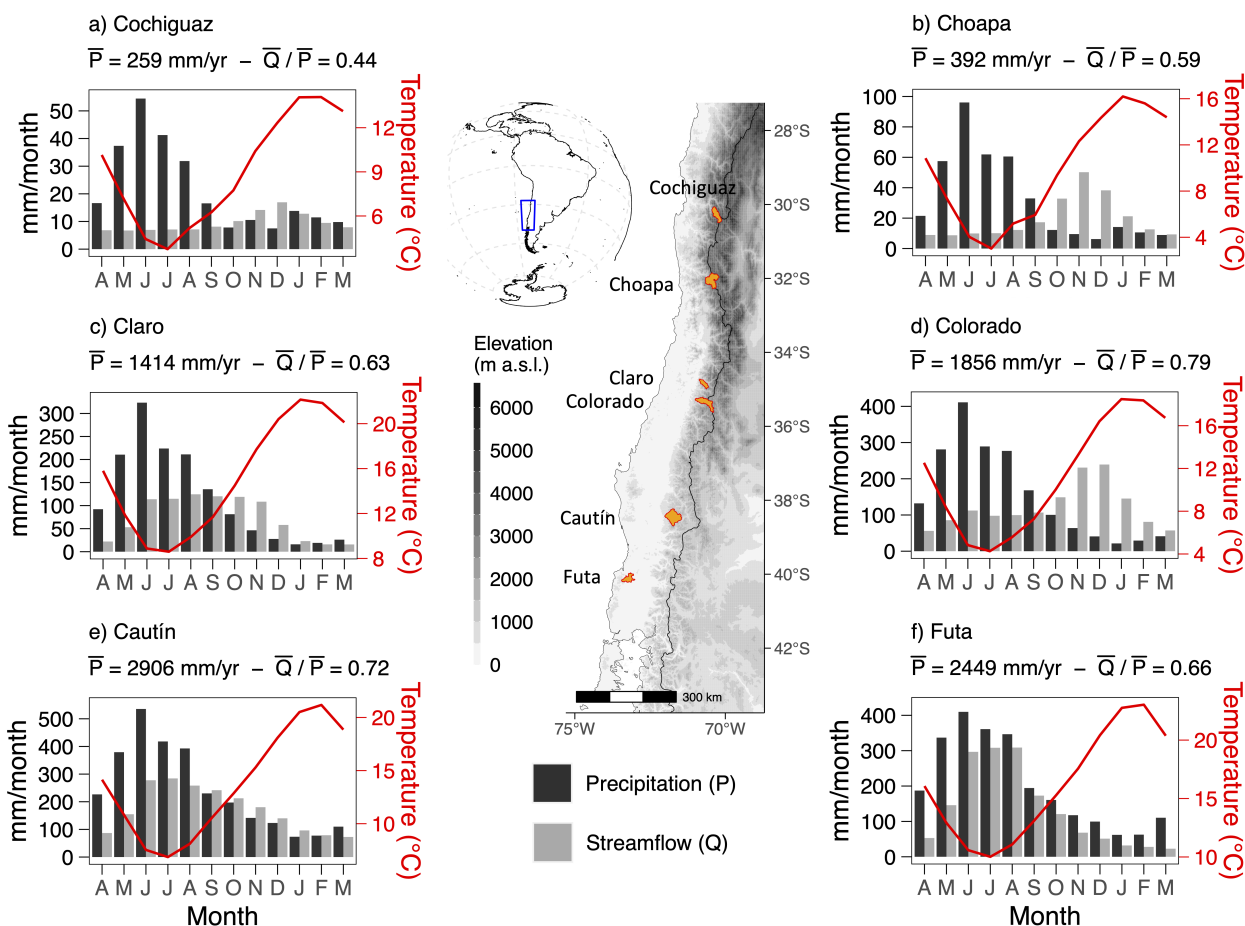 a) Cochiguaz
P = 259 mm/yr – Q / P = 0.44
mm/month
50
40
30
20
10
0
12
9
6
Temperature (°C)
A M J J A S O N D J F M
b) Choapa
P = 392 mm/yr – Q / P = 0.59
mm/month
100
80
60
40
20
0
16
12
8
4
Temperature (°C)
A M J J A S O N D J F M
c) Claro
P = 1414 mm/yr – Q / P = 0.63
mm/month
300
250
200
150
100
50
0
20
16
12
8
Temperature (°C)
A M J J A S O N D J F M
d) Colorado
P = 1856 mm/yr – Q / P = 0.79
mm/month
400
300
200
100
0
16
12
8
4
Temperature (°C)
A M J J A S O N D J F M
e) Cautín
P = 2906 mm/yr – Q / P = 0.72
mm/month
500
400
300
200
100
0
20
15
10
Temperature (°C)
A M J J A S O N D J F M
Month
f) Futa
P = 2449 mm/yr – Q / P = 0.66
mm/month
400
300
200
100
0
20
15
10
Temperature (°C)
A M J J A S O N D J F M
Month
Cochiguaz
Choapa
Claro
Colorado
Cautín
Futa
28°S
30°S
32°S
34°S
36°S
38°S
40°S
42°S
75°W 70°W
300 km
Elevation
(m a.s.l.)
6000
5000
4000
3000
2000
1000
0
Precipitation (P)
Streamflow (Q)